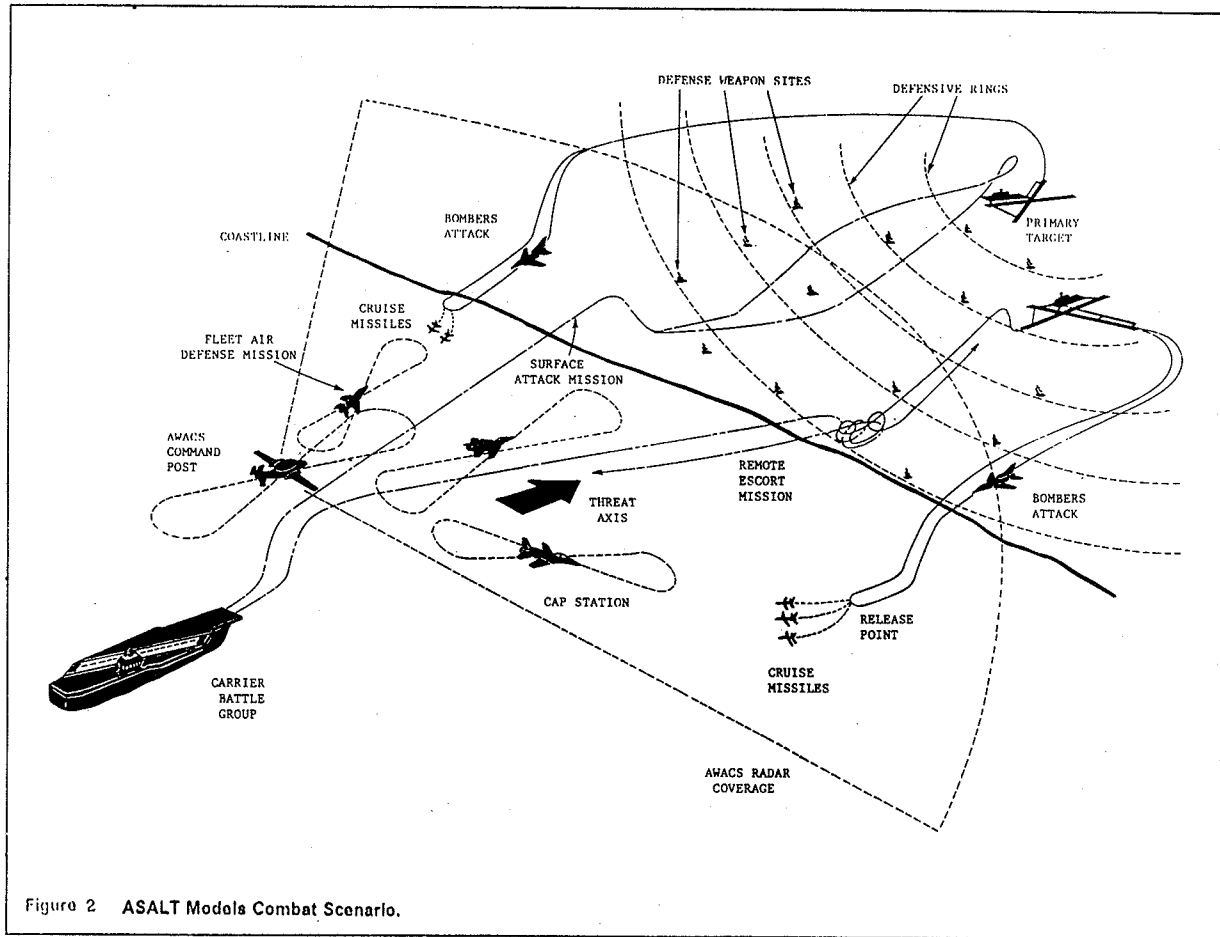 DEFENSE WEAPON SITES
DEFENSIVE RINGS
BOMBERS
ATTACK
COASTLINE
PRIMARY
TARGET
CRUISE
MISSILES
FLEET AIR
DEFENSE MISSION
SURFACE
ATTACK MISSION
AWACS
COMMAND
POST
REMOTE
ESCORT
MISSION
THREAT
AXIS
BOMBERS
ATTACK
CAP STATION
RELEASE
POINT
CRUISE
MISSILES
CARRIER
BATTLE
GROUP
AWACS RADAR
COVERAGE
Figure 2 ASALT Models Combat Scenario.